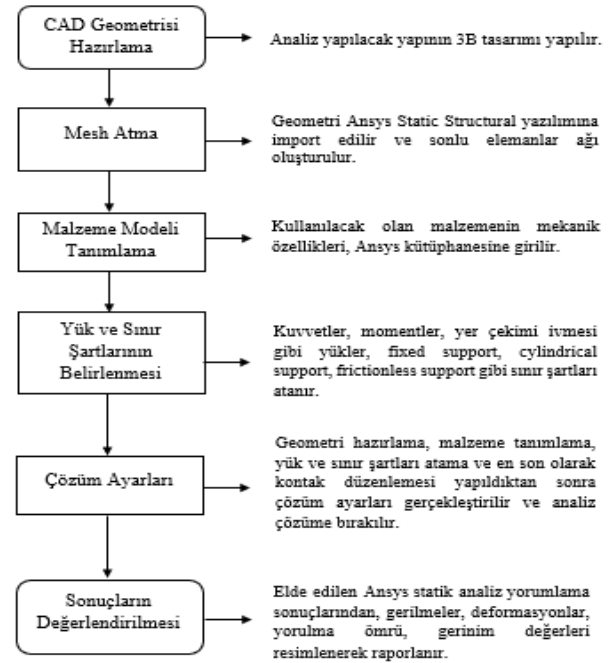 CAD Geometrisi
Hazırlama
Analiz yapılacak yapının 3B tasarımı yapılır.
Mesh Atma
Geometri Ansys Static Structural yazılımına
import edilir ve sonlu elemanlar ağı
oluşturulur.
Malzeme Modeli
Tanımlama
Kullanılacak olan malzemenin mekanik
özellikleri, Ansys kütüphanesine girilir.
Yük ve Sınır
Şartlarının
Belirlenmesi
Kuvvetler, momentler, yer çekimi ivmesi
gibi yükler, fixed support, cylindrical
support, frictionless support gibi sınır şartları
atanır.
Çözüm Ayarları
Geometri hazırlama, malzeme tanımlama,
yük ve sınır şartları atama ve en son olarak
kontak düzenlemesi yapıldıktan sonra
çözüm ayarları gerçekleştirilir ve analiz
çözüme bırakılır.
Sonuçların
Değerlendirilmesi
Elde edilen Ansys statik analiz yorumlama
sonuçlarından, gerilmeler, deformasyonlar,
yorulma ömrü, gerinim değerleri
resimlenerek raporlanır.